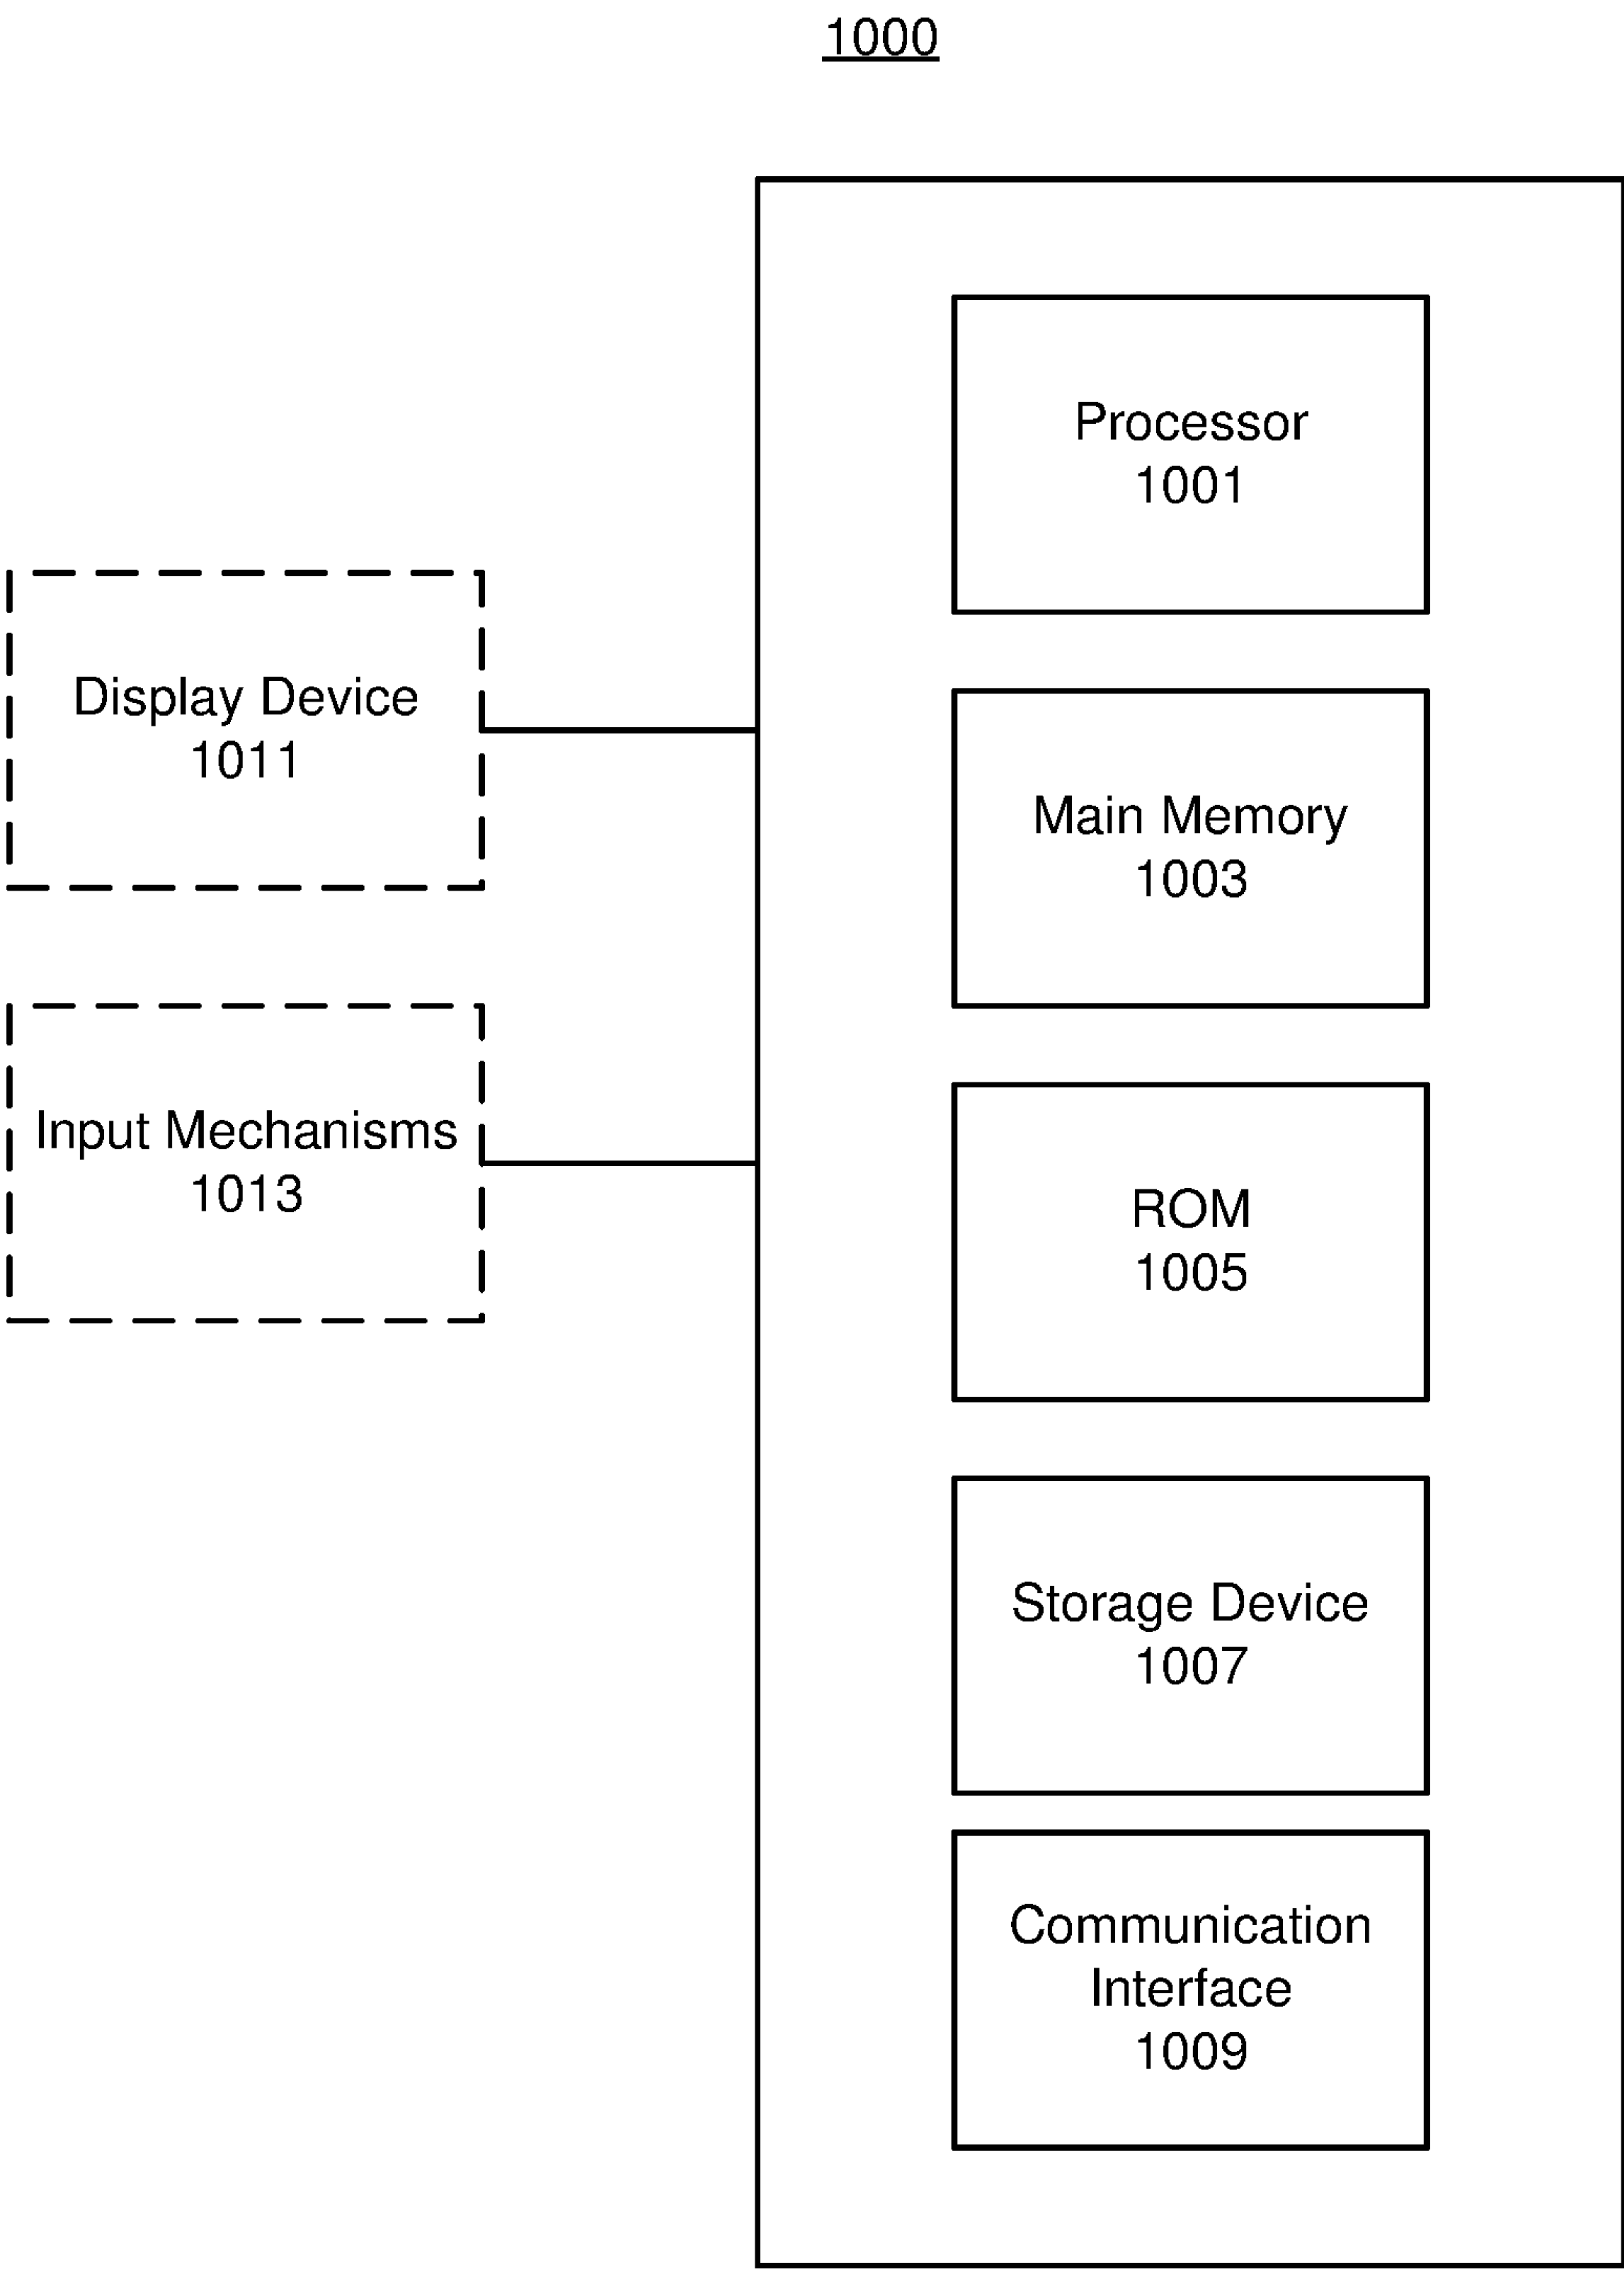 1000
Processor
1001
Display Device
1011
Main Memory
1003
Input Mechanisms
1013
ROM
1005
Storage Device
1007
Communication
Interface
1009